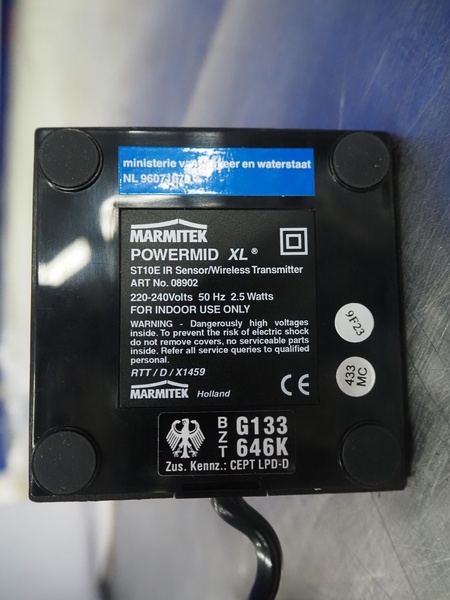 ministerie van verkeer en waterstaat
NL 960
MARMITEK
POWERMID XL®
ST10E IR Sensor/Wireless Transmitter
ART No. 08902
220-240Volts 50 Hz 2.5 Watts
FOR INDOOR USE ONLY
WARNING - Dangerously high voltages
inside. To prevent the risk of electric shock
do not remove covers, no serviceable parts
inside. Refer all service queries to qualified
personal.
RTT / D / X1459
MARMITEK Holland
CE
9F23
433
MC
BZT
G133
646K
Zus. Kennz.: CEPT LPD-D